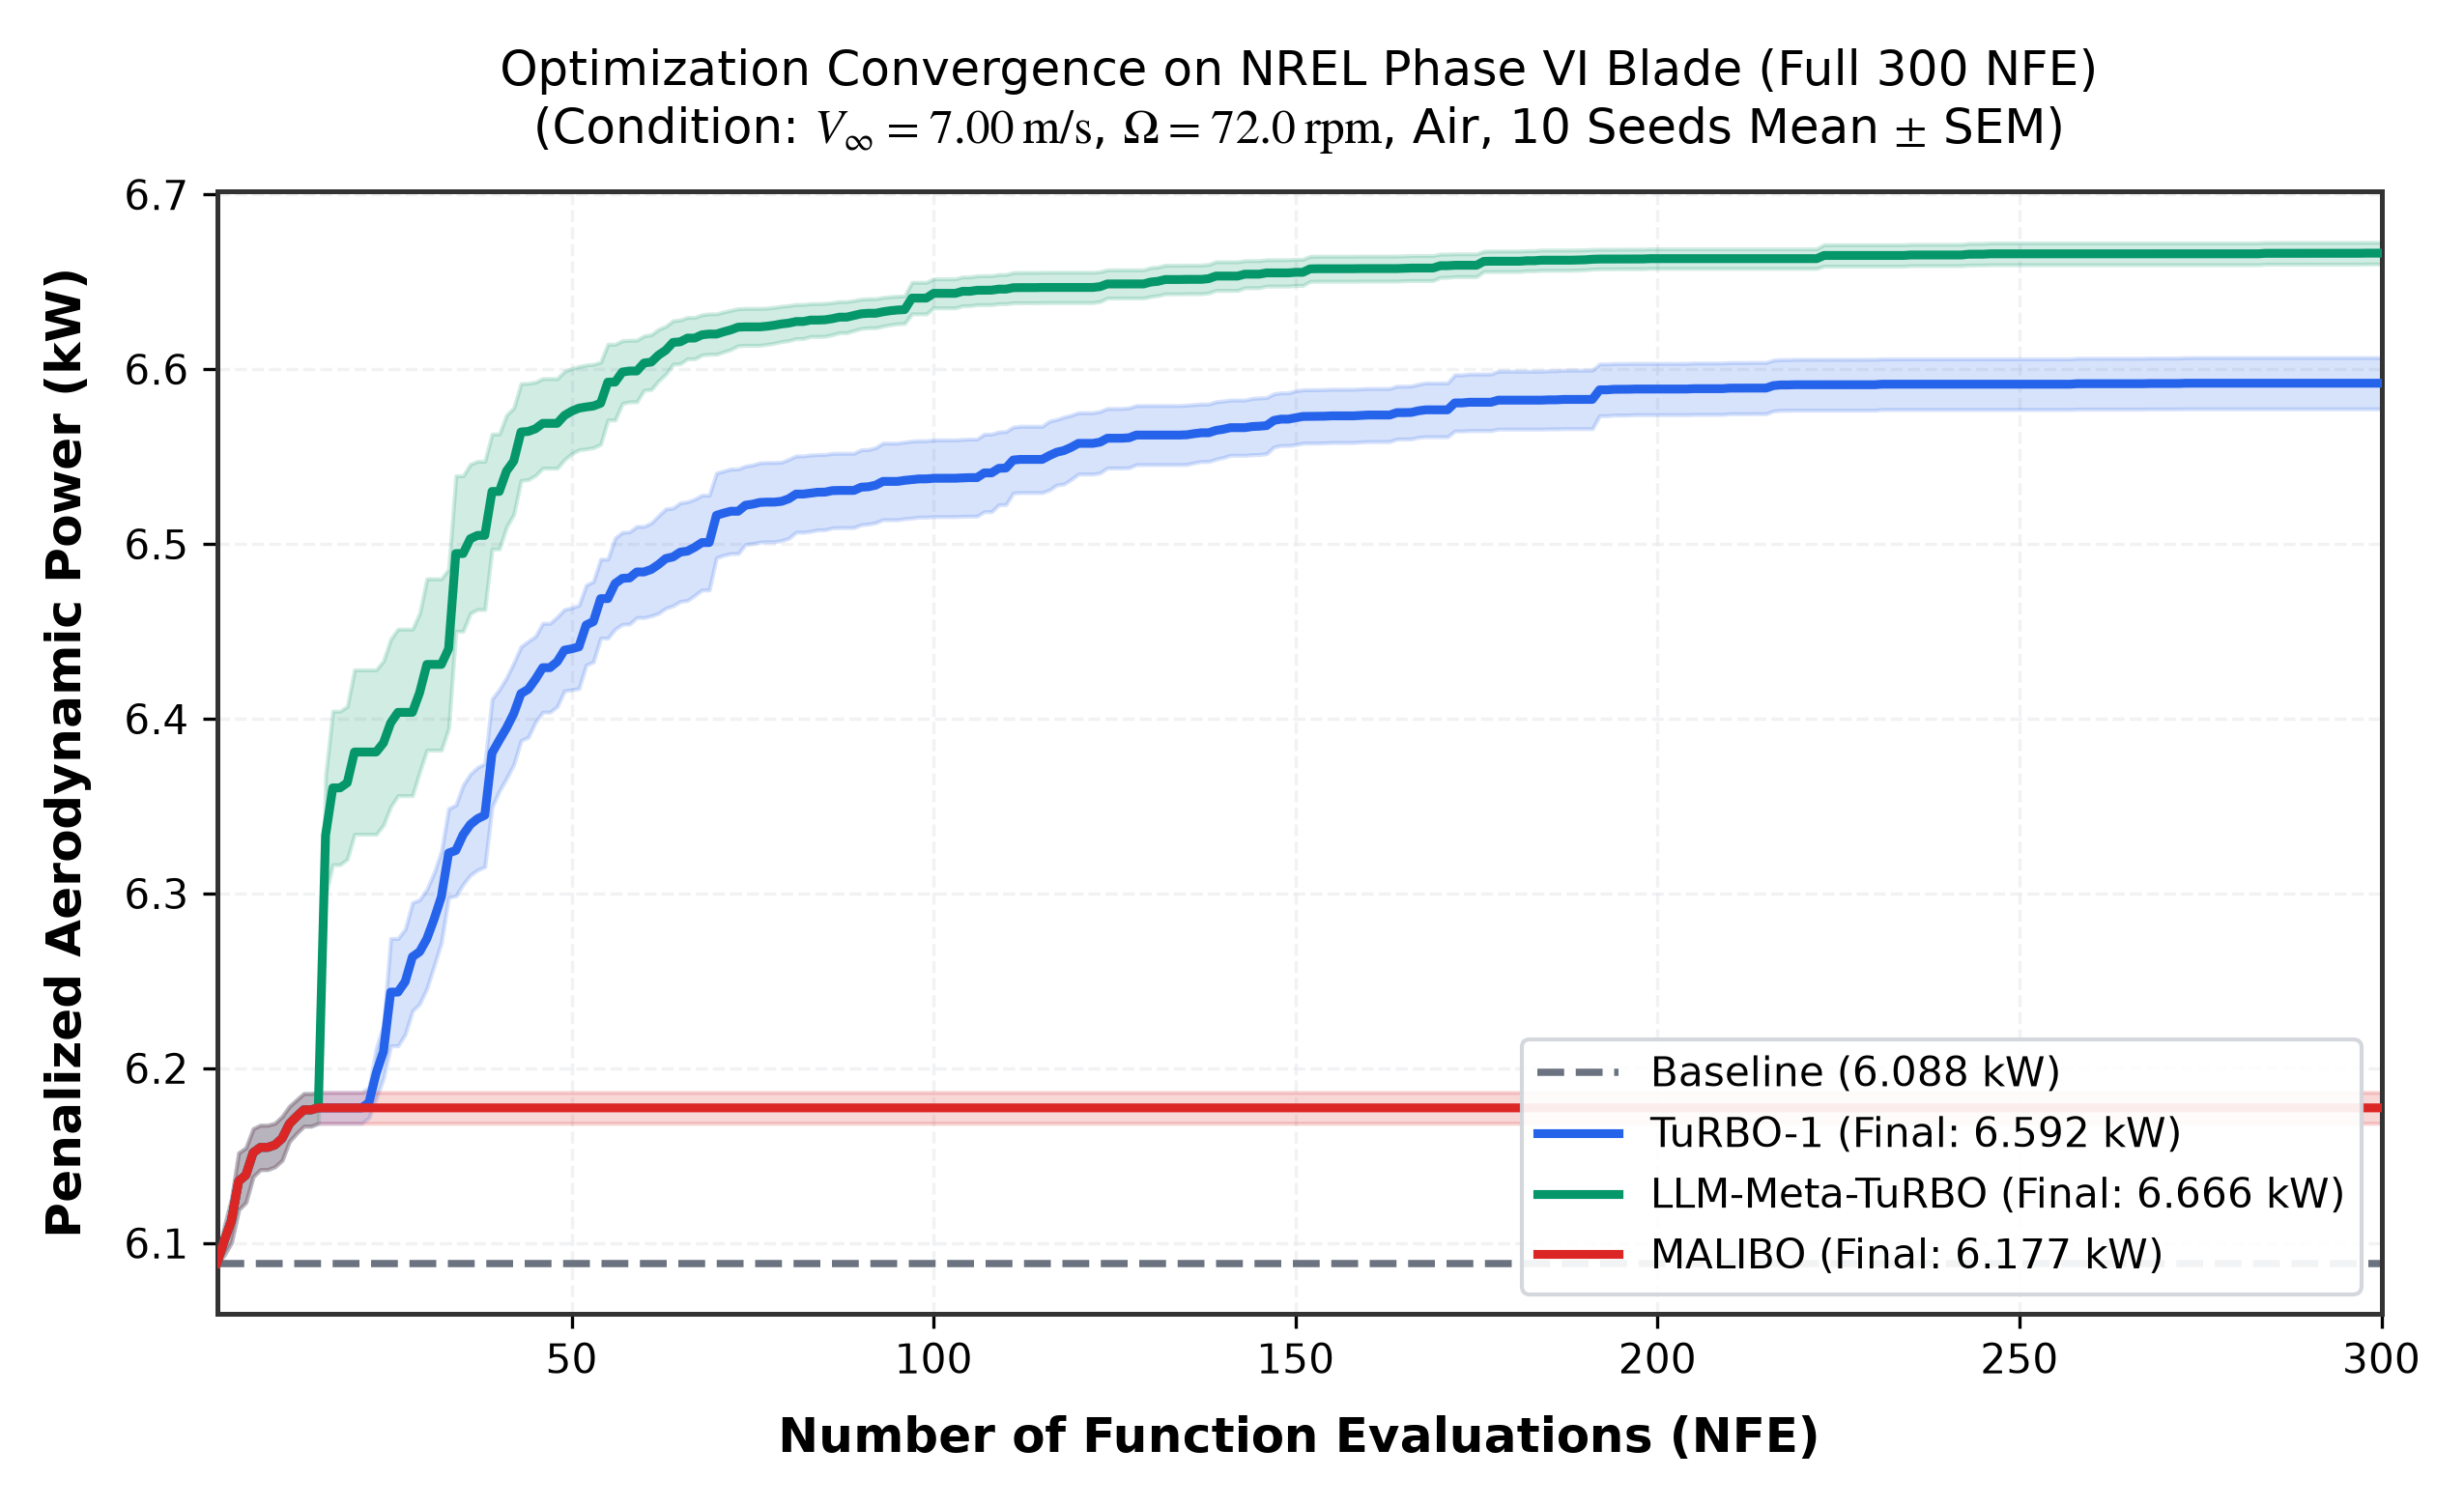 Optimization Convergence on NREL Phase VI Blade (Full 300 NFE)
(Condition: V∞ = 7.00 m/s, Ω = 72.0 rpm, Air, 10 Seeds Mean ± SEM)
Penalized Aerodynamic Power (kW)
6.7
6.6
6.5
6.4
6.3
6.2
6.1
Baseline (6.088 kW)
TuRBO-1 (Final: 6.592 kW)
LLM-Meta-TuRBO (Final: 6.666 kW)
MALIBO (Final: 6.177 kW)
50 100 150 200 250 300
Number of Function Evaluations (NFE)